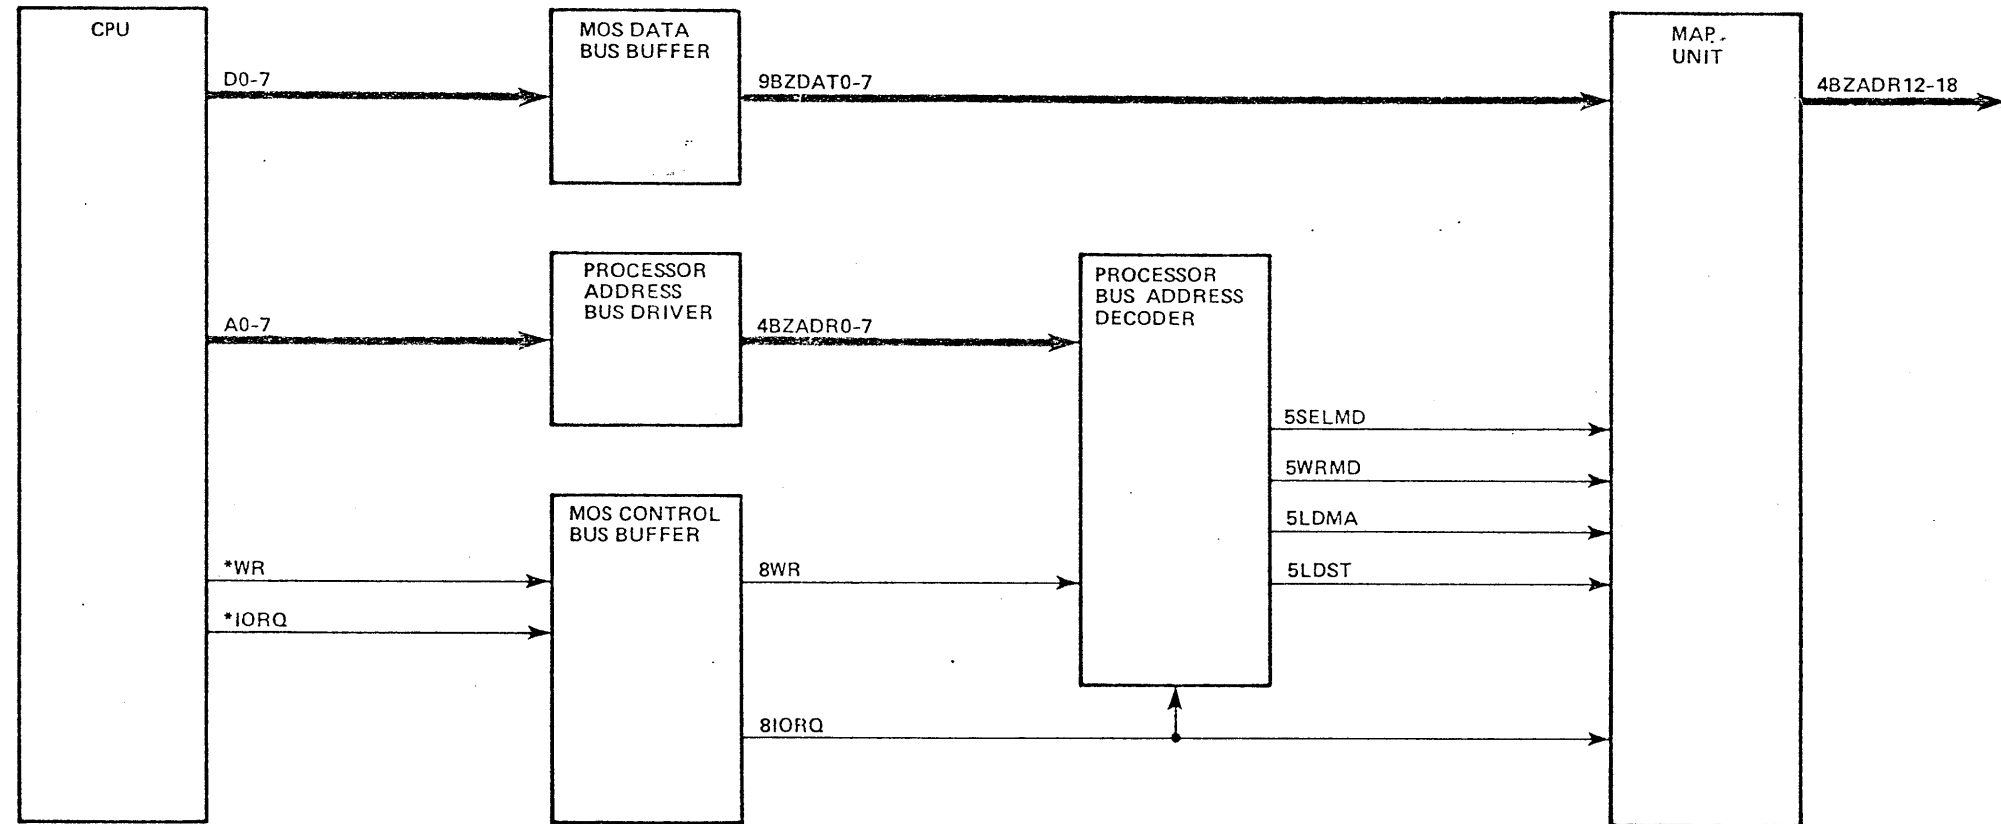 CPU
MOS DATA
BUS BUFFER
MAP
UNIT
D0-7
9BZDAT0-7
4BZADR12-18
PROCESSOR
ADDRESS
BUS DRIVER
PROCESSOR
BUS ADDRESS
DECODER
A0-7
4BZADR0-7
5SELMD
5WRMD
5LDMA
5LDST
MOS CONTROL
BUS BUFFER
*WR
8WR
*IORQ
8IORQ